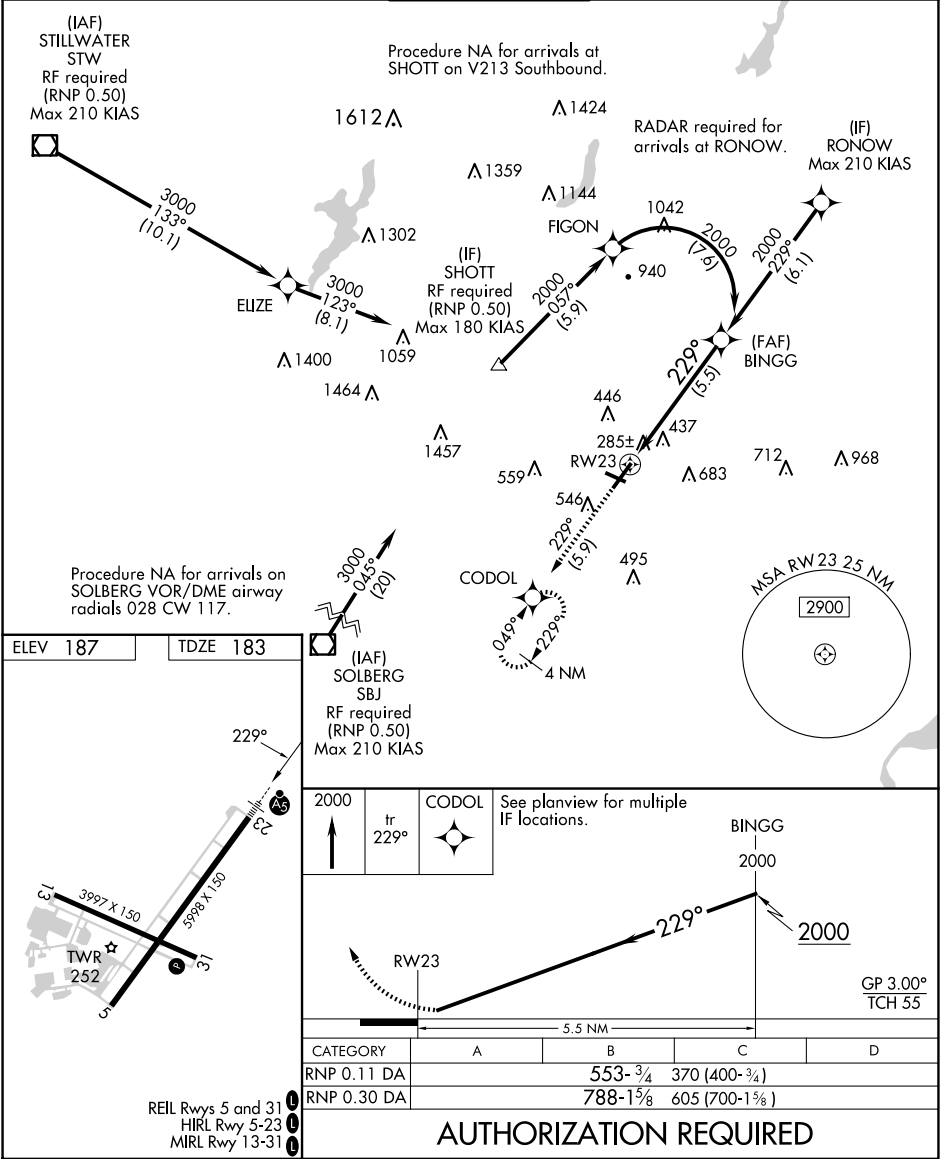 (IAF)
STILLWATER
STW
RF required
(RNP 0.50)
Max 210 KIAS
Procedure NA for arrivals at
SHOTT on V213 Southbound.
1612
1424
RADAR required for
arrivals at RONOW.
(IF)
RONOW
Max 210 KIAS
1359
1144
3000
133°
(10.1)
1302
FIGON
1042
2000
(7.6)
2000
229°
(6.1)
940
(IF)
SHOTT
RF required
(RNP 0.50)
Max 180 KIAS
2000
057°
(5.9)
ELIZE
3000
123°
(8.1)
1059
1400
1464
(FAF)
BINGG
229°
(5.5)
446
437
285±
1457
559
RW23
683
712
968
546
229°
(5.9)
495
Procedure NA for arrivals on
SOLBERG VOR/DME airway
radials 028 CW 117.
3000
045°
(20)
CODOL
049°
229°
4 NM
MSA RW 23 25 NM
2900
(IAF)
SOLBERG
SBJ
RF required
(RNP 0.50)
Max 210 KIAS
ELEV 187
TDZE 183
229°
A5
23
13
3997 X 150
5998 X 150
TWR
252
P
31
5
REIL Rwys 5 and 31 L
HIRL Rwy 5-23 L
MIRL Rwy 13-31 L
2000
tr
229°
CODOL
See planview for multiple
IF locations.
BINGG
2000
229°
2000
RW23
GP 3.00°
TCH 55
5.5 NM
CATEGORY A B C D
RNP 0.11 DA 553-¾ 370 (400-¾)
RNP 0.30 DA 788-1⅝ 605 (700-1⅝)
AUTHORIZATION REQUIRED